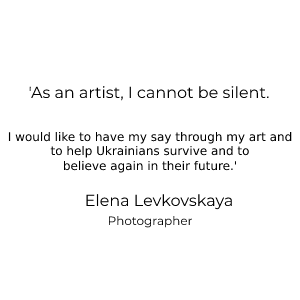 'As an artist, I cannot be silent.
I would like to have my say through my art and
to help Ukrainians survive and to
believe again in their future.'
Elena Levkovskaya
Photographer